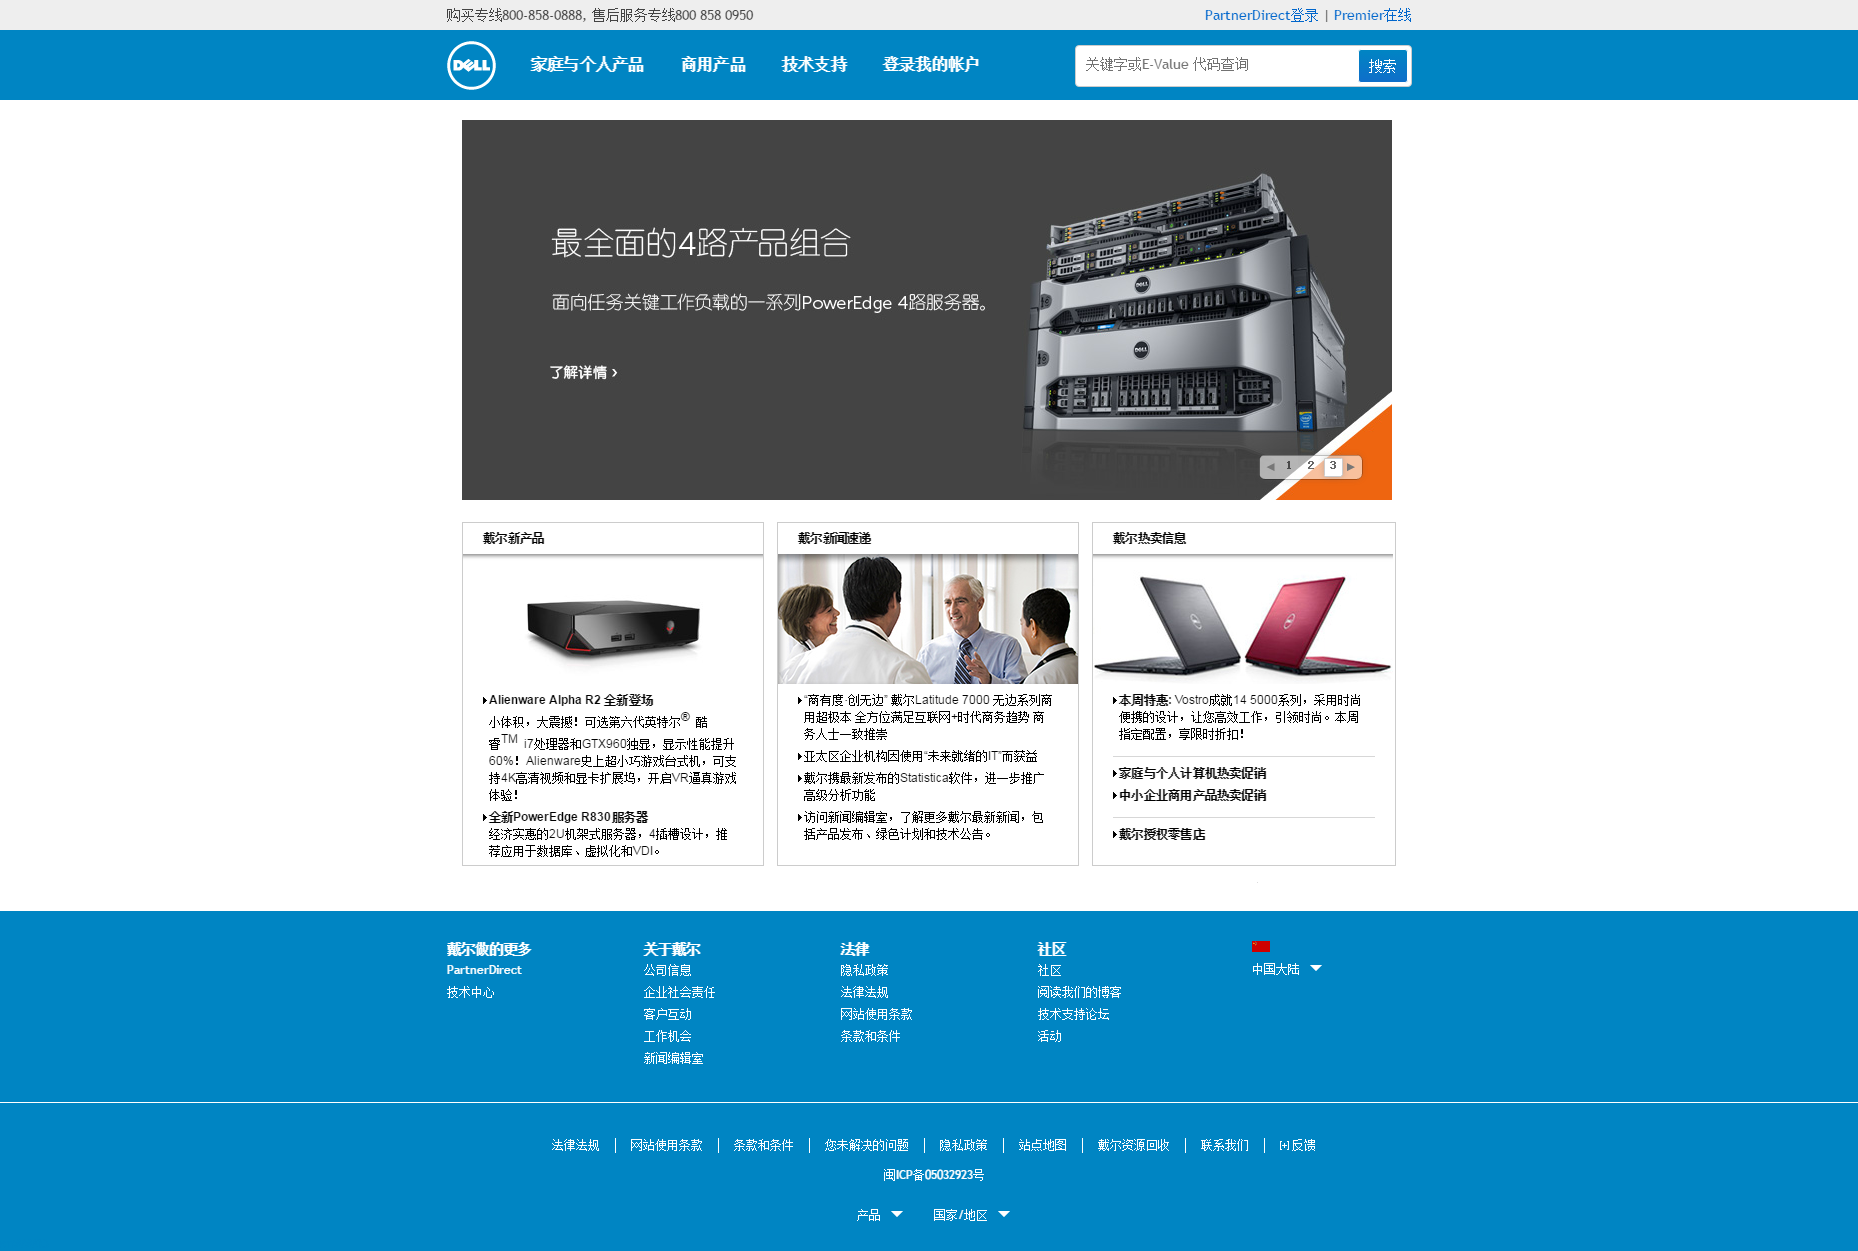 购买专线800-858-0888, 售后服务专线800 858 0950
PartnerDirect登录 | Premier在线
DELL
家庭与个人产品 商用产品 技术支持 登录我的帐户
关键字或E-Value 代码查询
搜索
最全面的4路产品组合
面向任务关键工作负载的一系列PowerEdge 4路服务器。
了解详情 ›
DELL
DELL
1 2 3
戴尔新产品
Alienware Alpha R2 全新登场
小体积，大震撼！可选第六代英特尔® 酷
睿TM i7处理器和GTX960独显，显示性能提升
60%！Alienware史上超小巧游戏台式机，可支
持4K高清视频和显卡扩展坞，开启VR逼真游戏
体验！
全新PowerEdge R830服务器
经济实惠的2U机架式服务器，4插槽设计，推
荐应用于数据库、虚拟化和VDI。
戴尔新闻速递
“商有度·创无边” 戴尔Latitude 7000 无边系列商
用超极本 全方位满足互联网+时代商务趋势 商
务人士一致推崇
亚太区企业机构因使用“未来就绪的IT”而获益
戴尔携最新发布的Statistica软件，进一步推广
高级分析功能
访问新闻编辑室，了解更多戴尔最新新闻，包
括产品发布、绿色计划和技术公告。
戴尔热卖信息
本周特惠: Vostro成就14 5000系列，采用时尚
便携的设计，让您高效工作，引领时尚。本周
指定配置，享限时折扣！
家庭与个人计算机热卖促销
中小企业商用产品热卖促销
戴尔授权零售店
戴尔做的更多
PartnerDirect
技术中心
关于戴尔
公司信息
企业社会责任
客户互动
工作机会
新闻编辑室
法律
隐私政策
法律法规
网站使用条款
条款和条件
社区
社区
阅读我们的博客
技术支持论坛
活动
中国大陆
法律法规 | 网站使用条款 | 条款和条件 | 您未解决的问题 | 隐私政策 | 站点地图 | 戴尔资源回收 | 联系我们 | [+]反馈
闽ICP备05032923号
产品 国家/地区